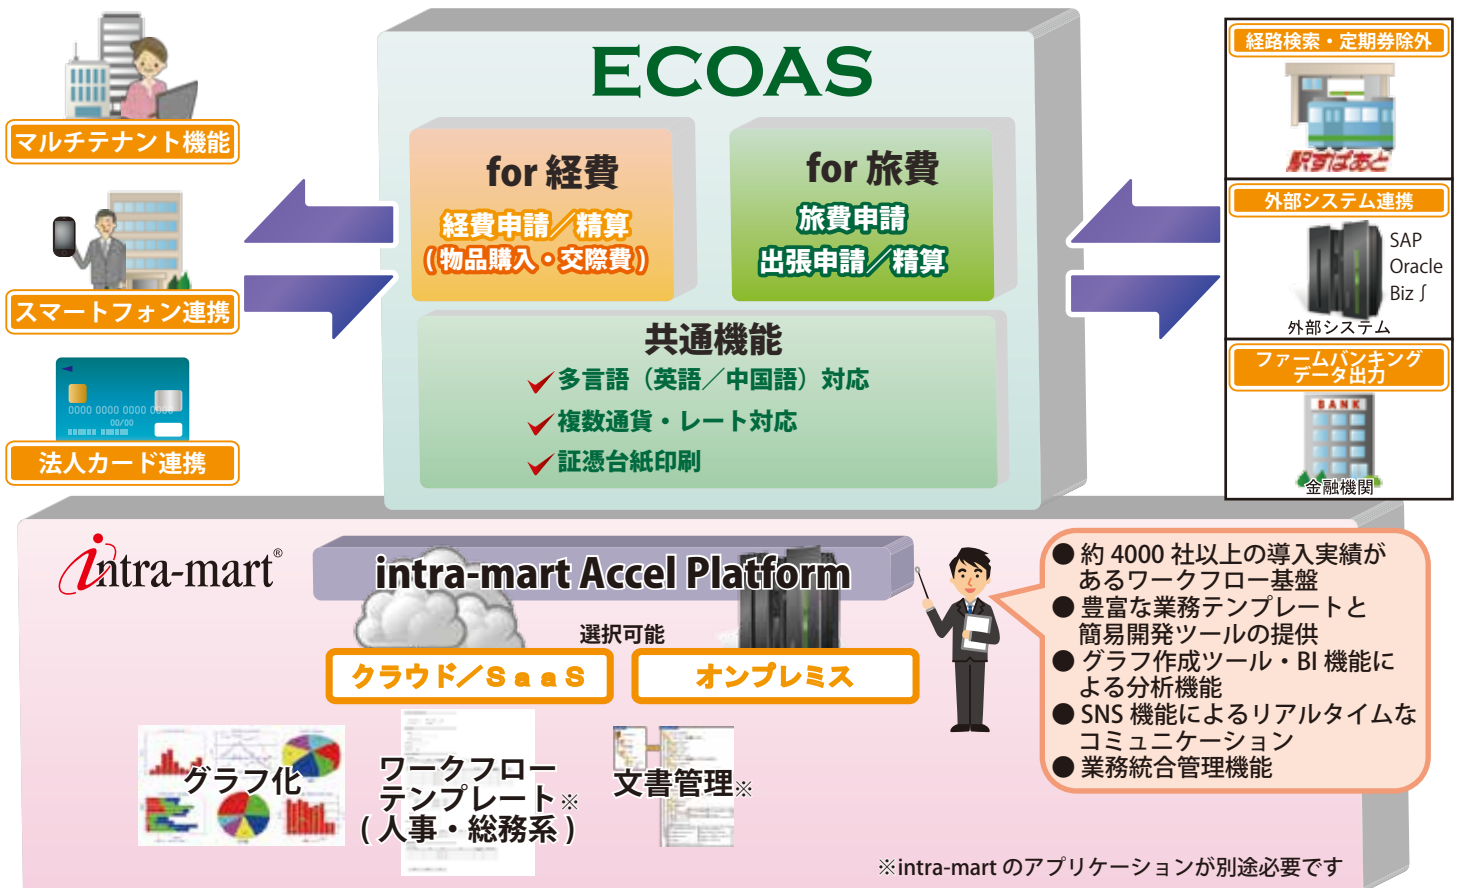 マルチテナント機能
スマートフォン連携
0000 0000 0000 0000
00/00
法人カード連携
ECOAS
for 経費
経費申請／精算
(物品購入・交際費)
for 旅費
旅費申請
出張申請／精算
共通機能
多言語（英語／中国語）対応
複数通貨・レート対応
証憑台紙印刷
経路検索・定期券除外
駅すぱあと
外部システム連携
SAP
Oracle
Biz ∫
外部システム
ファームバンキング
データ出力
BANK
金融機関
intra-mart®
intra-mart Accel Platform
選択可能
クラウド／ＳａａＳ
オンプレミス
グラフ化
ワークフロー
テンプレート※
(人事・総務系)
文書管理※
● 約 4000 社以上の導入実績が
あるワークフロー基盤
● 豊富な業務テンプレートと
簡易開発ツールの提供
● グラフ作成ツール・BI 機能に
よる分析機能
● SNS 機能によるリアルタイムな
コミュニケーション
● 業務統合管理機能
※intra-mart のアプリケーションが別途必要です